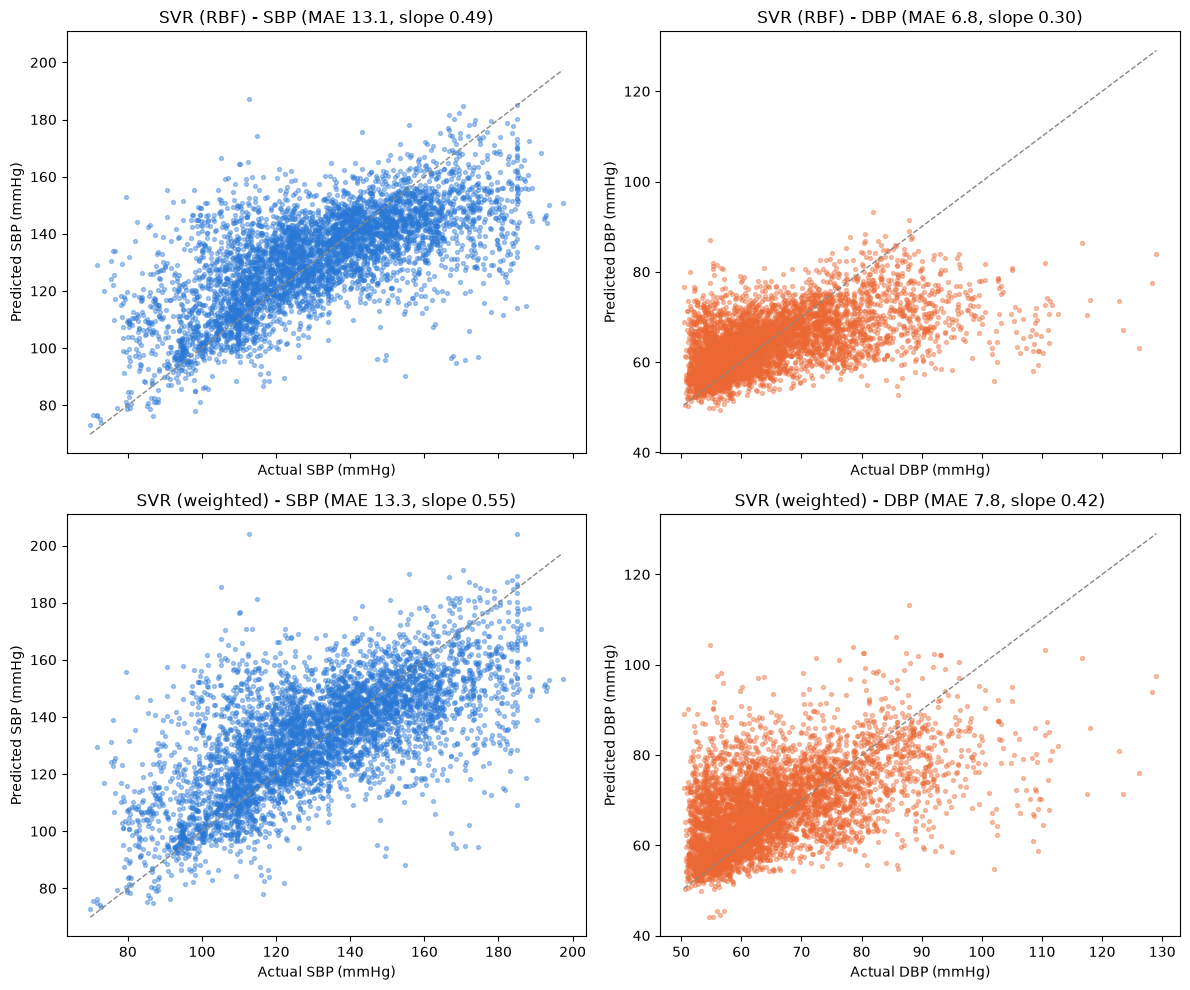 SVR (RBF) - SBP (MAE 13.1, slope 0.49)
200
180
160
140
120
100
80
Predicted SBP (mmHg)
Actual SBP (mmHg)
SVR (RBF) - DBP (MAE 6.8, slope 0.30)
120
100
80
60
40
Predicted DBP (mmHg)
Actual DBP (mmHg)
SVR (weighted) - SBP (MAE 13.3, slope 0.55)
200
180
160
140
120
100
80
Predicted SBP (mmHg)
80 100 120 140 160 180 200
Actual SBP (mmHg)
SVR (weighted) - DBP (MAE 7.8, slope 0.42)
120
100
80
60
40
Predicted DBP (mmHg)
50 60 70 80 90 100 110 120 130
Actual DBP (mmHg)